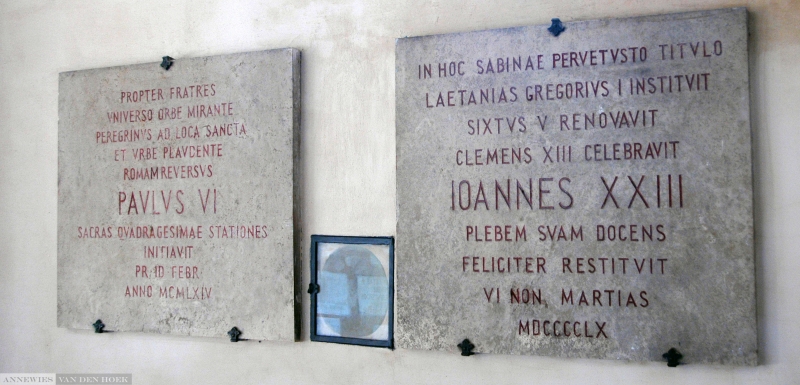 PROPTER FRATRES
VNIVERSO ORBE MIRANTE
PEREGRINVS AD LOCA SANCTA
ET VRBE PLAVDENTE
ROMAM REVERSVS
PAVLVS VI
SACRAS QVADRAGESIMAE STATIONES
INITIAVIT
PR·ID FEBR
ANNO MCMLXIV
IN HOC SABINAE PERVETVSTO TITVLO
LAETANIAS GREGORIVS I INSTITVIT
SIXTVS V RENOVAVIT
CLEMENS XIII CELEBRAVIT
IOANNES XXIII
PLEBEM SVAM DOCENS
FELICITER RESTITVIT
VI NON. MARTIAS
MDCCCCLX
ANNEWIES VAN DEN HOEK